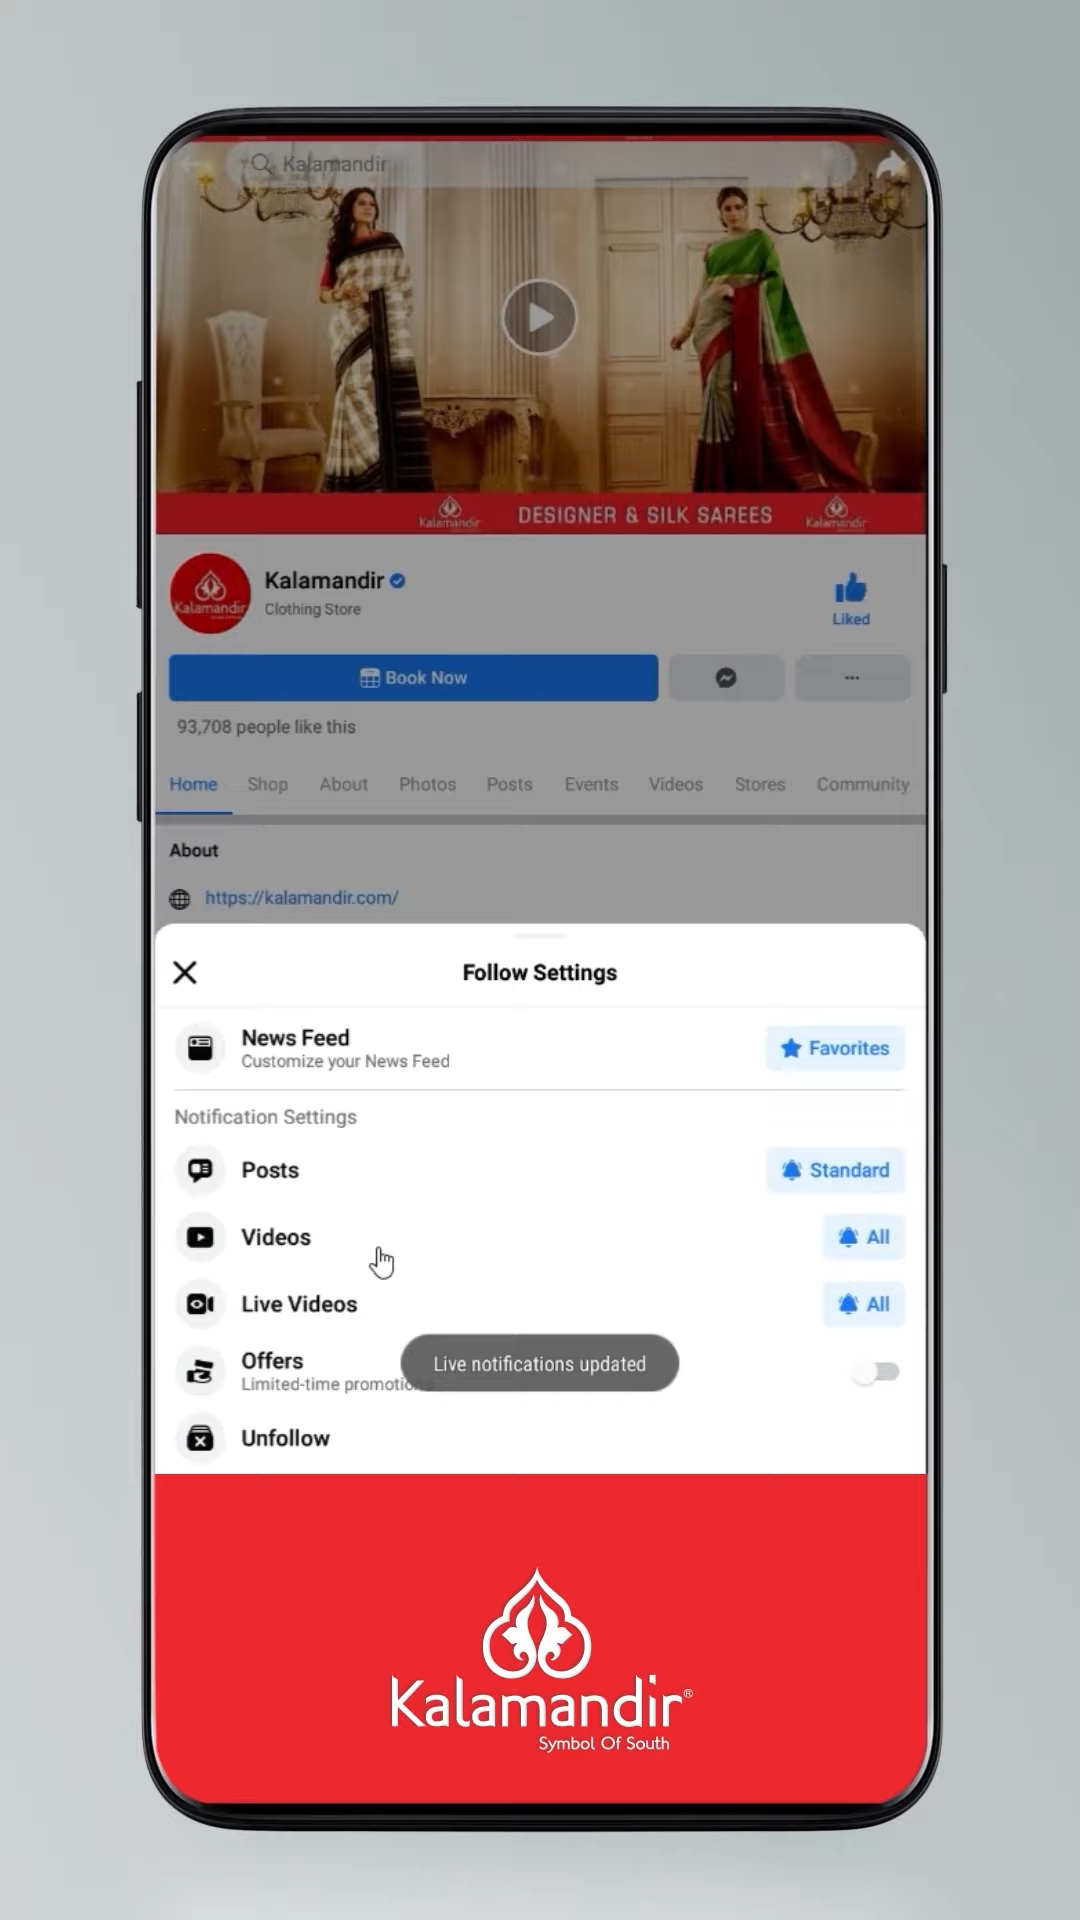 Kalamandir
Kalamandir
DESIGNER & SILK SAREES
Kalamandir
Kalamandir
Kalamandir
Clothing Store
Liked
Book Now
93,708 people like this
Home Shop About Photos Posts Events Videos Stores Community
About
https://kalamandir.com/
Follow Settings
News Feed
Customize your News Feed
Favorites
Notification Settings
Posts
Standard
Videos
All
Live Videos
All
Offers
Limited-time
Live notifications updated
Unfollow
Kalamandir®
Symbol Of South